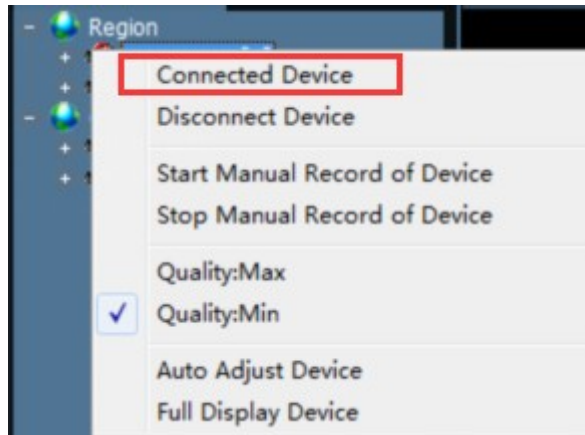 Region
Connected Device
Disconnect Device
Start Manual Record of Device
Stop Manual Record of Device
Quality:Max
Quality:Min
Auto Adjust Device
Full Display Device